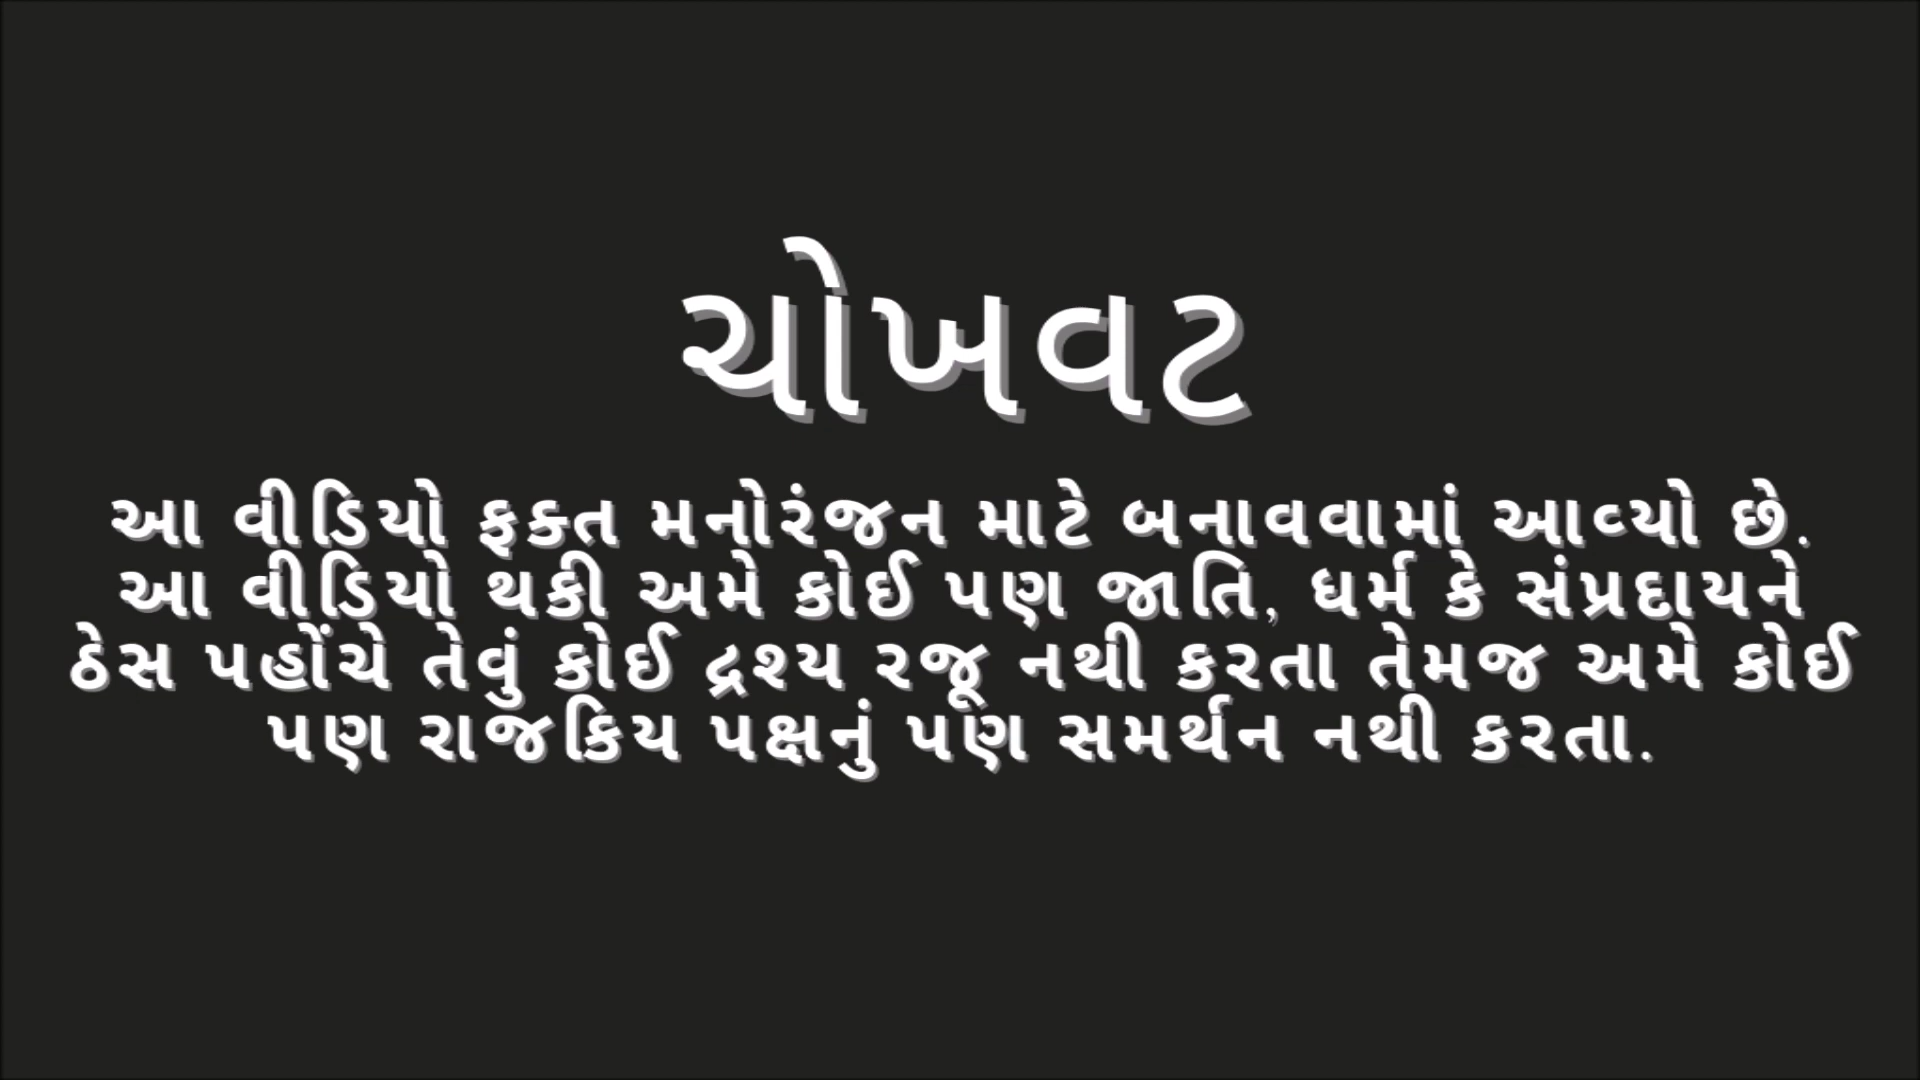 ચોખવટ
આ વીડિયો ફક્ત મનોરંજન માટે બનાવવામાં આવ્યો છે.
આ વીડિયો થકી અમે કોઈ પણ જાતિ, ધર્મ કે સંપ્રદાયને
ઠેસ પહોંચે તેવું કોઈ દ્રશ્ય રજૂ નથી કરતા તેમજ અમે કોઈ
પણ રાજકિય પક્ષનું પણ સમર્થન નથી કરતા.